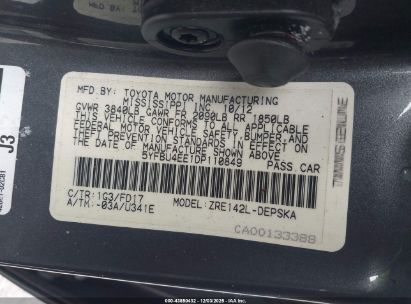 MFD. BY: TOYOTA MOTOR MANUFACTURING
MISSISSIPPI INC 10/12
GVWR 3840LB GAWR FR 2090LB RR 1850LB
THIS VEHICLE CONFORMS TO ALL APPLICABLE
FEDERAL MOTOR VEHICLE SAFETY, BUMPER, AND
THEFT PREVENTION STANDARDS IN EFFECT ON
THE DATE OF MANUFACTURE SHOWN ABOVE.
5YFBU4EE1DP110849 PASS.CAR
C/TR: 1G3/FD17
A/TM: -03A/U341E MODEL: ZRE142L-DEPSKA
CA00133388
J3